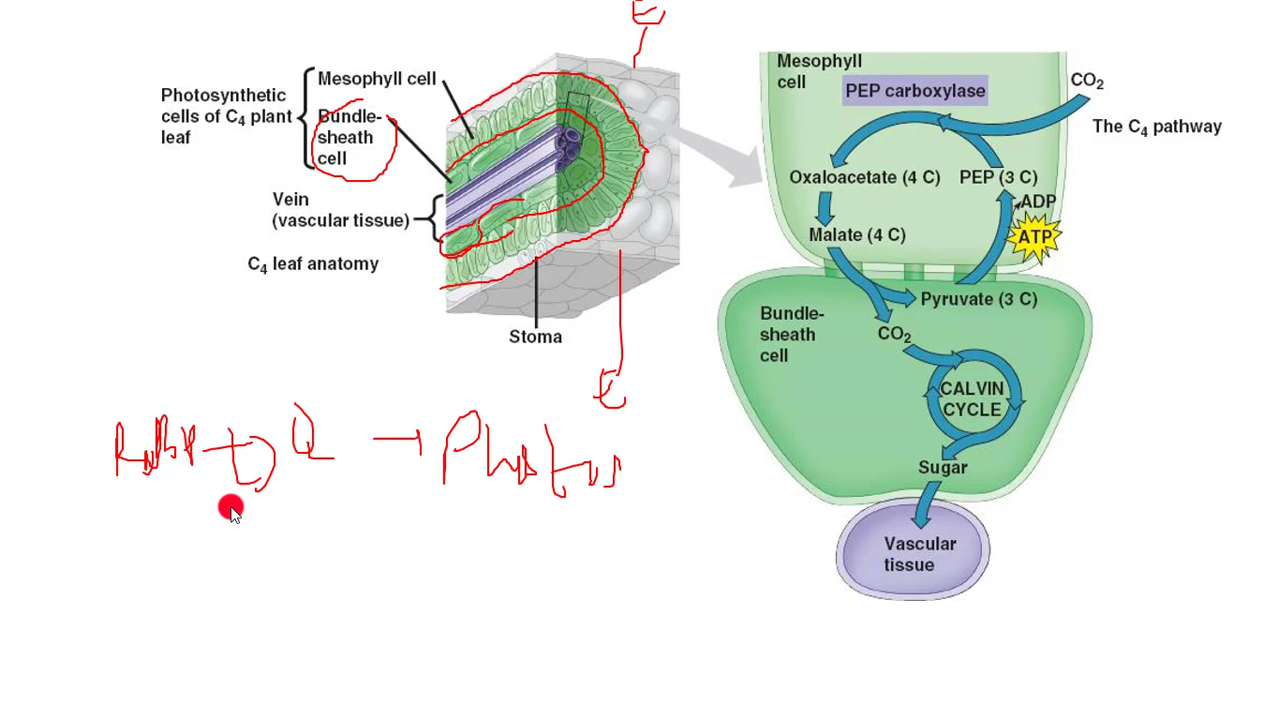 E
Mesophyll cell
Photosynthetic
cells of C₄ plant
leaf
Bundle-
sheath
cell
Vein
(vascular tissue)
C₄ leaf anatomy
Stoma
E
Mesophyll
cell
PEP carboxylase
CO₂
The C₄ pathway
Oxaloacetate (4 C)
PEP (3 C)
ADP
ATP
Malate (4 C)
Pyruvate (3 C)
Bundle-
sheath
cell
CO₂
CALVIN
CYCLE
Sugar
Vascular
tissue